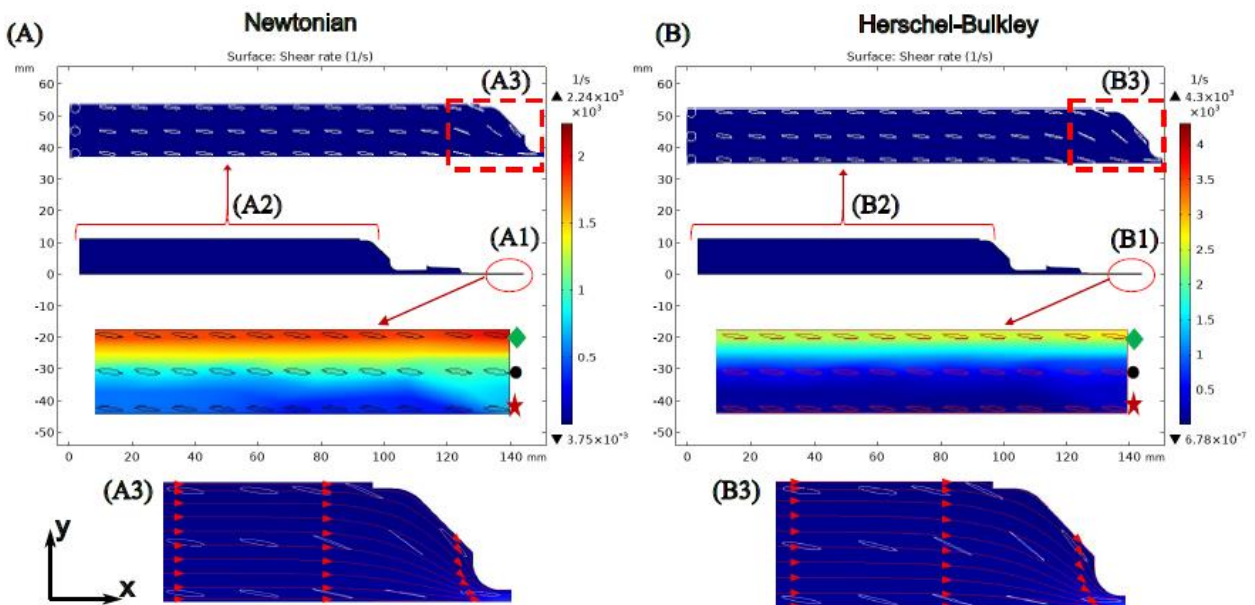 (A)
Newtonian
Surface: Shear rate (1/s)
mm
60
50
40
30
20
10
0
-10
-20
-30
-40
-50
(A3)
(A2)
(A1)
0 20 40 60 80 100 120 140 mm
1/s
▲ 2.24×10³
×10³
2
1.5
1
0.5
▼ 3.75×10⁻³
(B)
Herschel-Bulkley
Surface: Shear rate (1/s)
mm
60
50
40
30
20
10
0
-10
-20
-30
-40
-50
(B3)
(B2)
(B1)
0 20 40 60 80 100 120 140 mm
1/s
▲ 4.3×10³
×10³
4
3.5
3
2.5
2
1.5
1
0.5
▼ 6.78×10⁻⁷
(A3)
y
x
(B3)